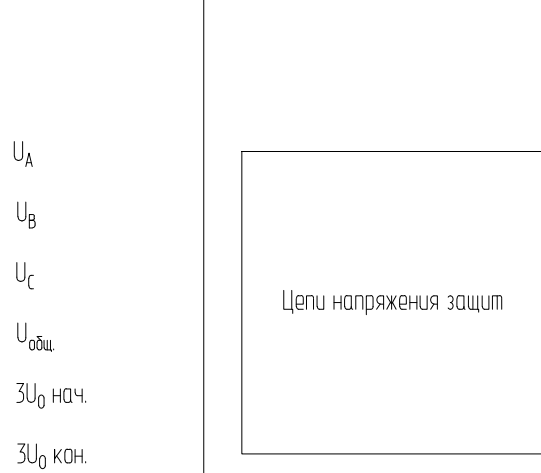 U_A
U_B
U_C
U_общ.
Цепи напряжения защит
3U_0 нач.
3U_0 кон.